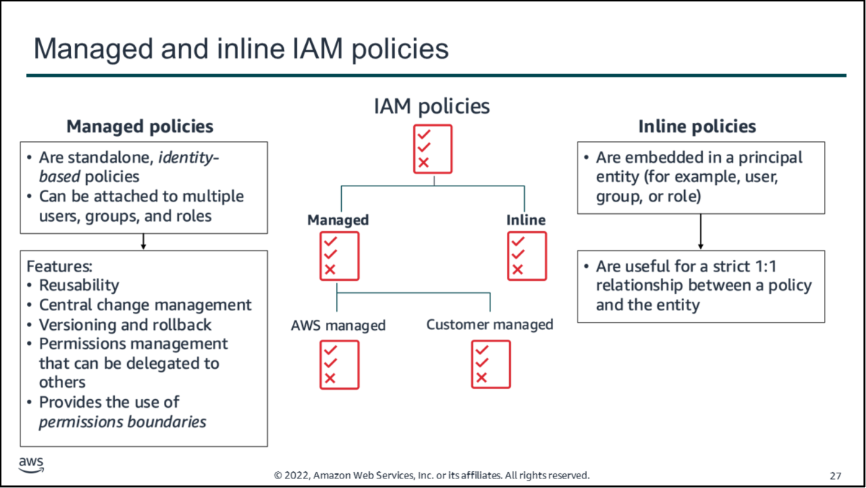 Managed and inline IAM policies
IAM policies
Managed policies
• Are standalone, identity-
based policies
• Can be attached to multiple
users, groups, and roles
Features:
• Reusability
• Central change management
• Versioning and rollback
• Permissions management
that can be delegated to
others
• Provides the use of
permissions boundaries
Managed
Inline
AWS managed
Customer managed
Inline policies
• Are embedded in a principal
entity (for example, user,
group, or role)
• Are useful for a strict 1:1
relationship between a policy
and the entity
aws
© 2022, Amazon Web Services, Inc. or its affiliates. All rights reserved.
27